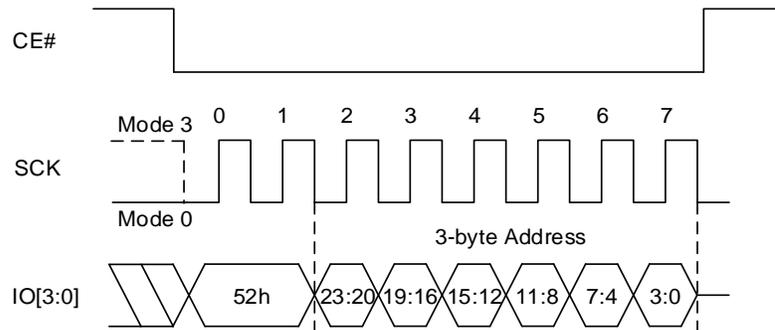 CE#
Mode 3
0 1 2 3 4 5 6 7
SCK
Mode 0
3-byte Address
IO[3:0]
52h 23:20 19:16 15:12 11:8 7:4 3:0